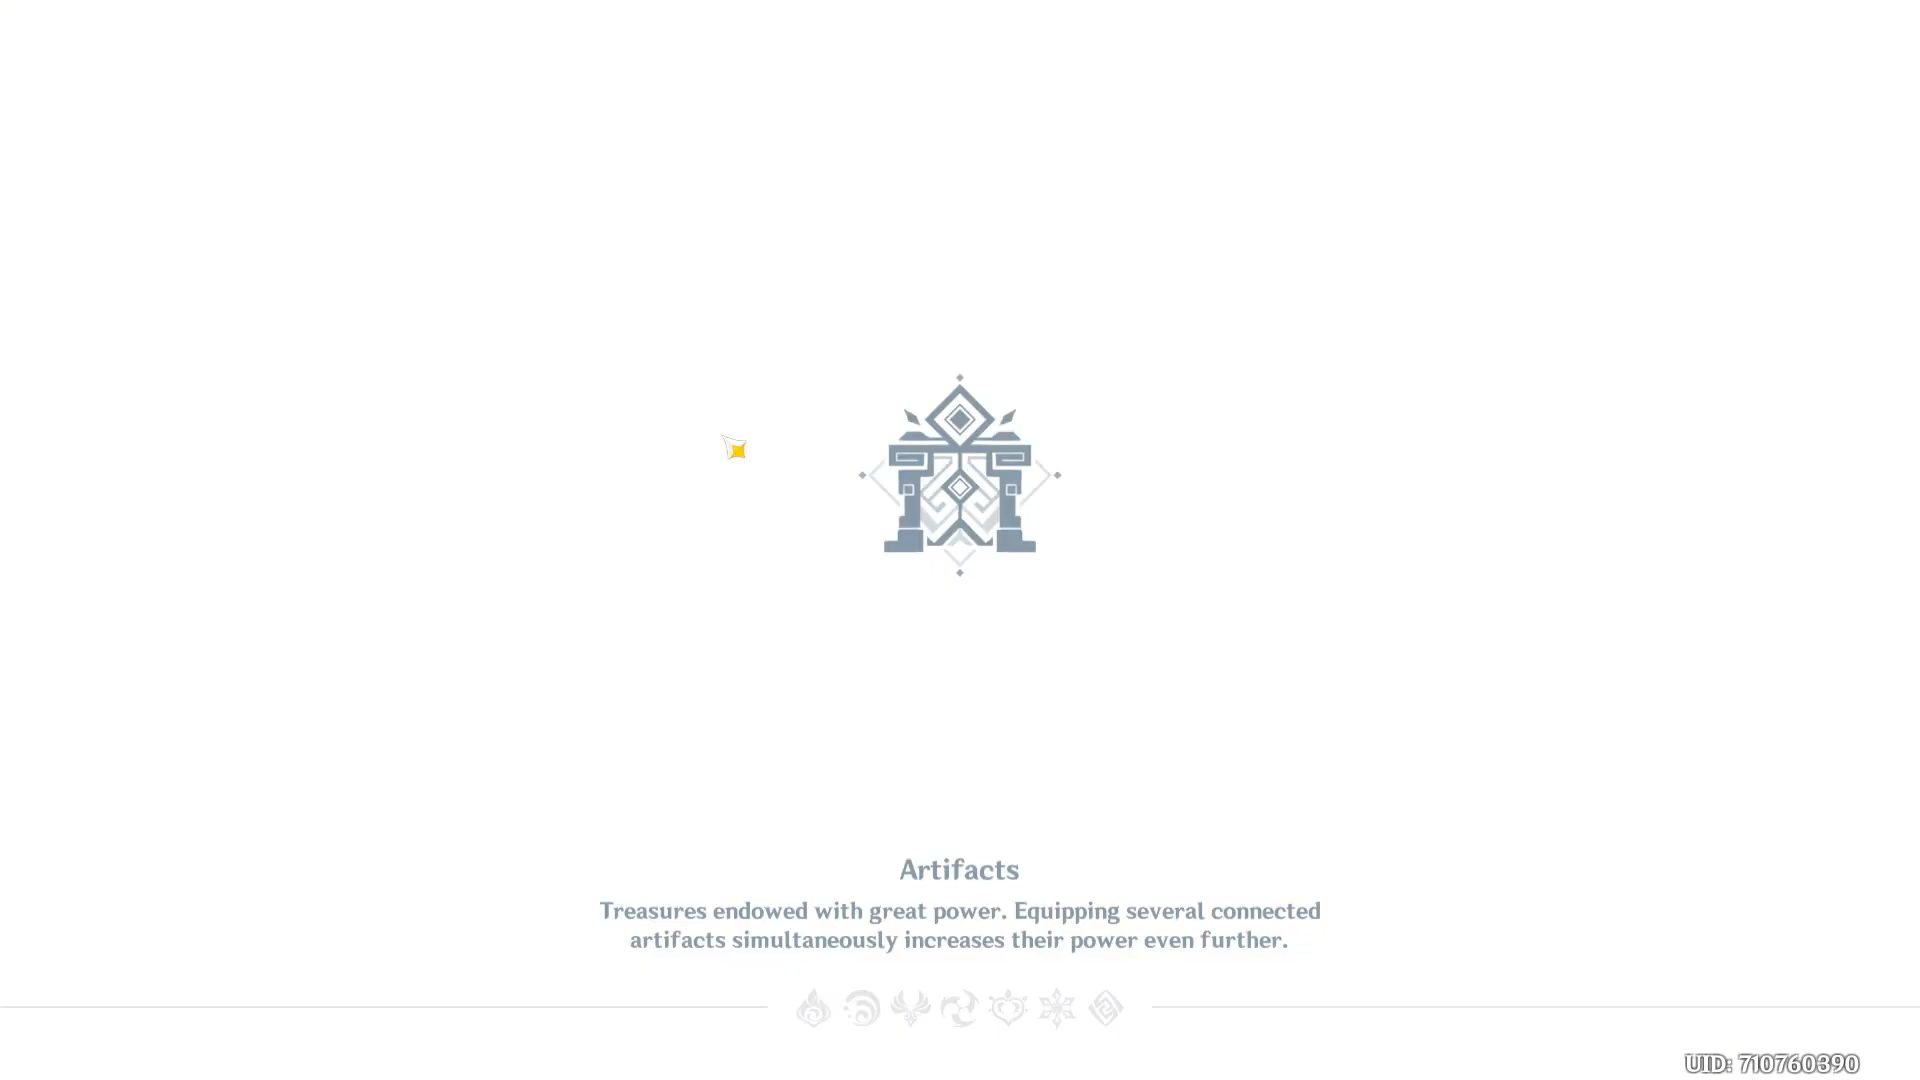 Artifacts
Treasures endowed with great power. Equipping several connected
artifacts simultaneously increases their power even further.
UID: 710760390